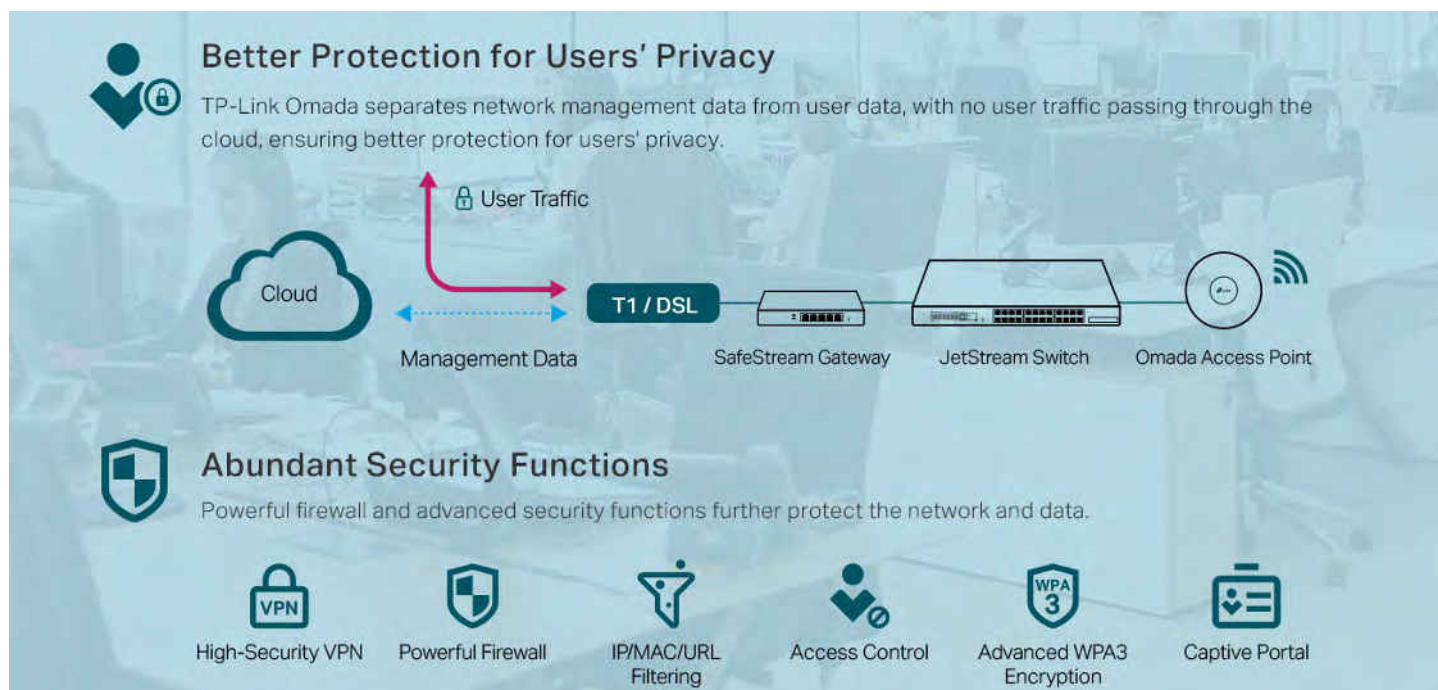 Better Protection for Users’ Privacy
TP-Link Omada separates network management data from user data, with no user traffic passing through the
cloud, ensuring better protection for users’ privacy.
User Traffic
Cloud
T1 / DSL
Management Data
SafeStream Gateway
JetStream Switch
Omada Access Point
Abundant Security Functions
Powerful firewall and advanced security functions further protect the network and data.
VPN
WPA
3
High-Security VPN
Powerful Firewall
IP/MAC/URL
Filtering
Access Control
Advanced WPA3
Encryption
Captive Portal